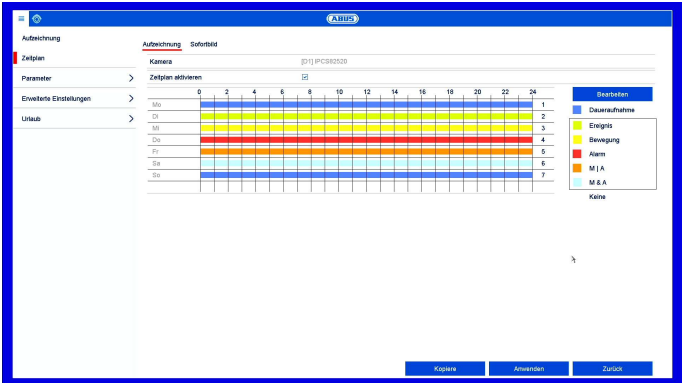 ABUS
Aufzeichnung
Zeitplan
Parameter
Erweiterte Einstellungen
Urlaub
Aufzeichnung Sofortbild
Kamera [D1] IPCS92520
Zeitplan aktivieren
0 2 4 6 8 10 12 14 16 18 20 22 24
Mo 1
Di 2
Mi 3
Do 4
Fr 5
Sa 6
So 7
Bearbeiten
Daueraufnahme
Ereignis
Bewegung
Alarm
M | A
M & A
Keine
Kopiere Anwenden Zurück